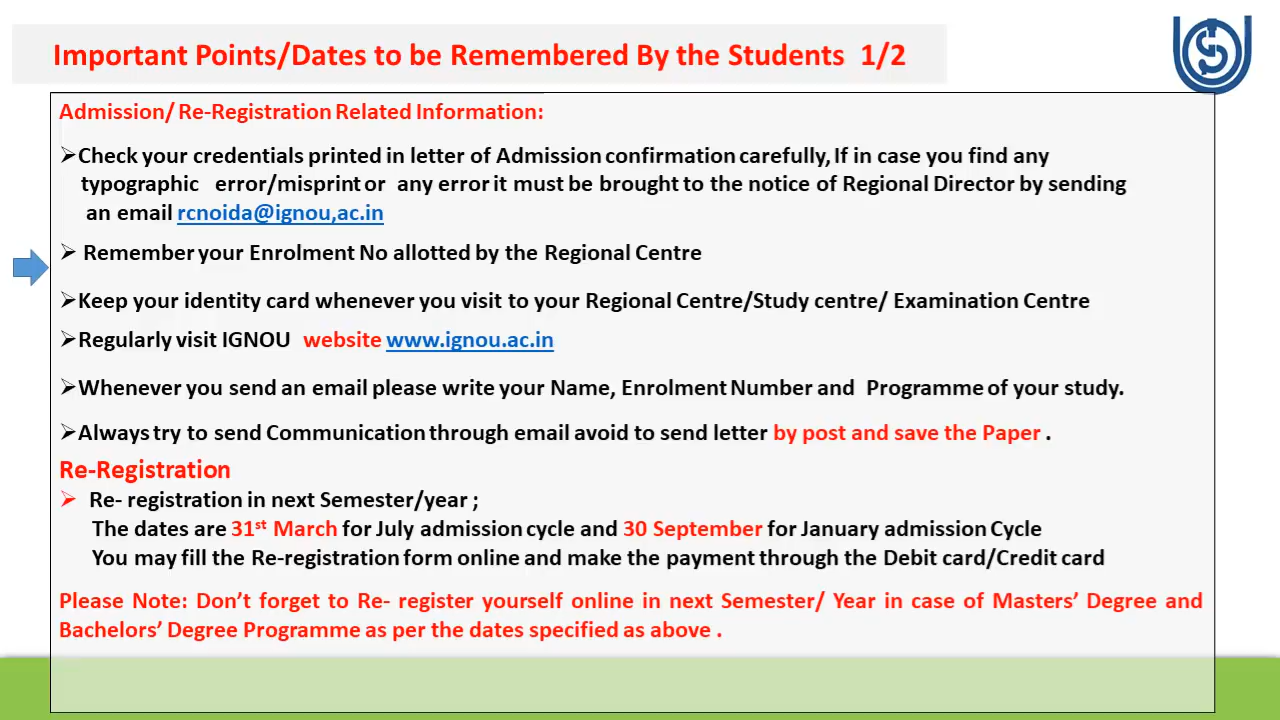 Important Points/Dates to be Remembered By the Students 1/2
Admission/ Re-Registration Related Information:
➢Check your credentials printed in letter of Admission confirmation carefully, If in case you find any
typographic error/misprint or any error it must be brought to the notice of Regional Director by sending
an email rcnoida@ignou,ac.in
➢ Remember your Enrolment No allotted by the Regional Centre
➢Keep your identity card whenever you visit to your Regional Centre/Study centre/ Examination Centre
➢Regularly visit IGNOU website www.ignou.ac.in
➢Whenever you send an email please write your Name, Enrolment Number and Programme of your study.
➢Always try to send Communication through email avoid to send letter by post and save the Paper .
Re-Registration
➢ Re- registration in next Semester/year ;
The dates are 31st March for July admission cycle and 30 September for January admission Cycle
You may fill the Re-registration form online and make the payment through the Debit card/Credit card
Please Note: Don’t forget to Re- register yourself online in next Semester/ Year in case of Masters’ Degree and
Bachelors’ Degree Programme as per the dates specified as above .